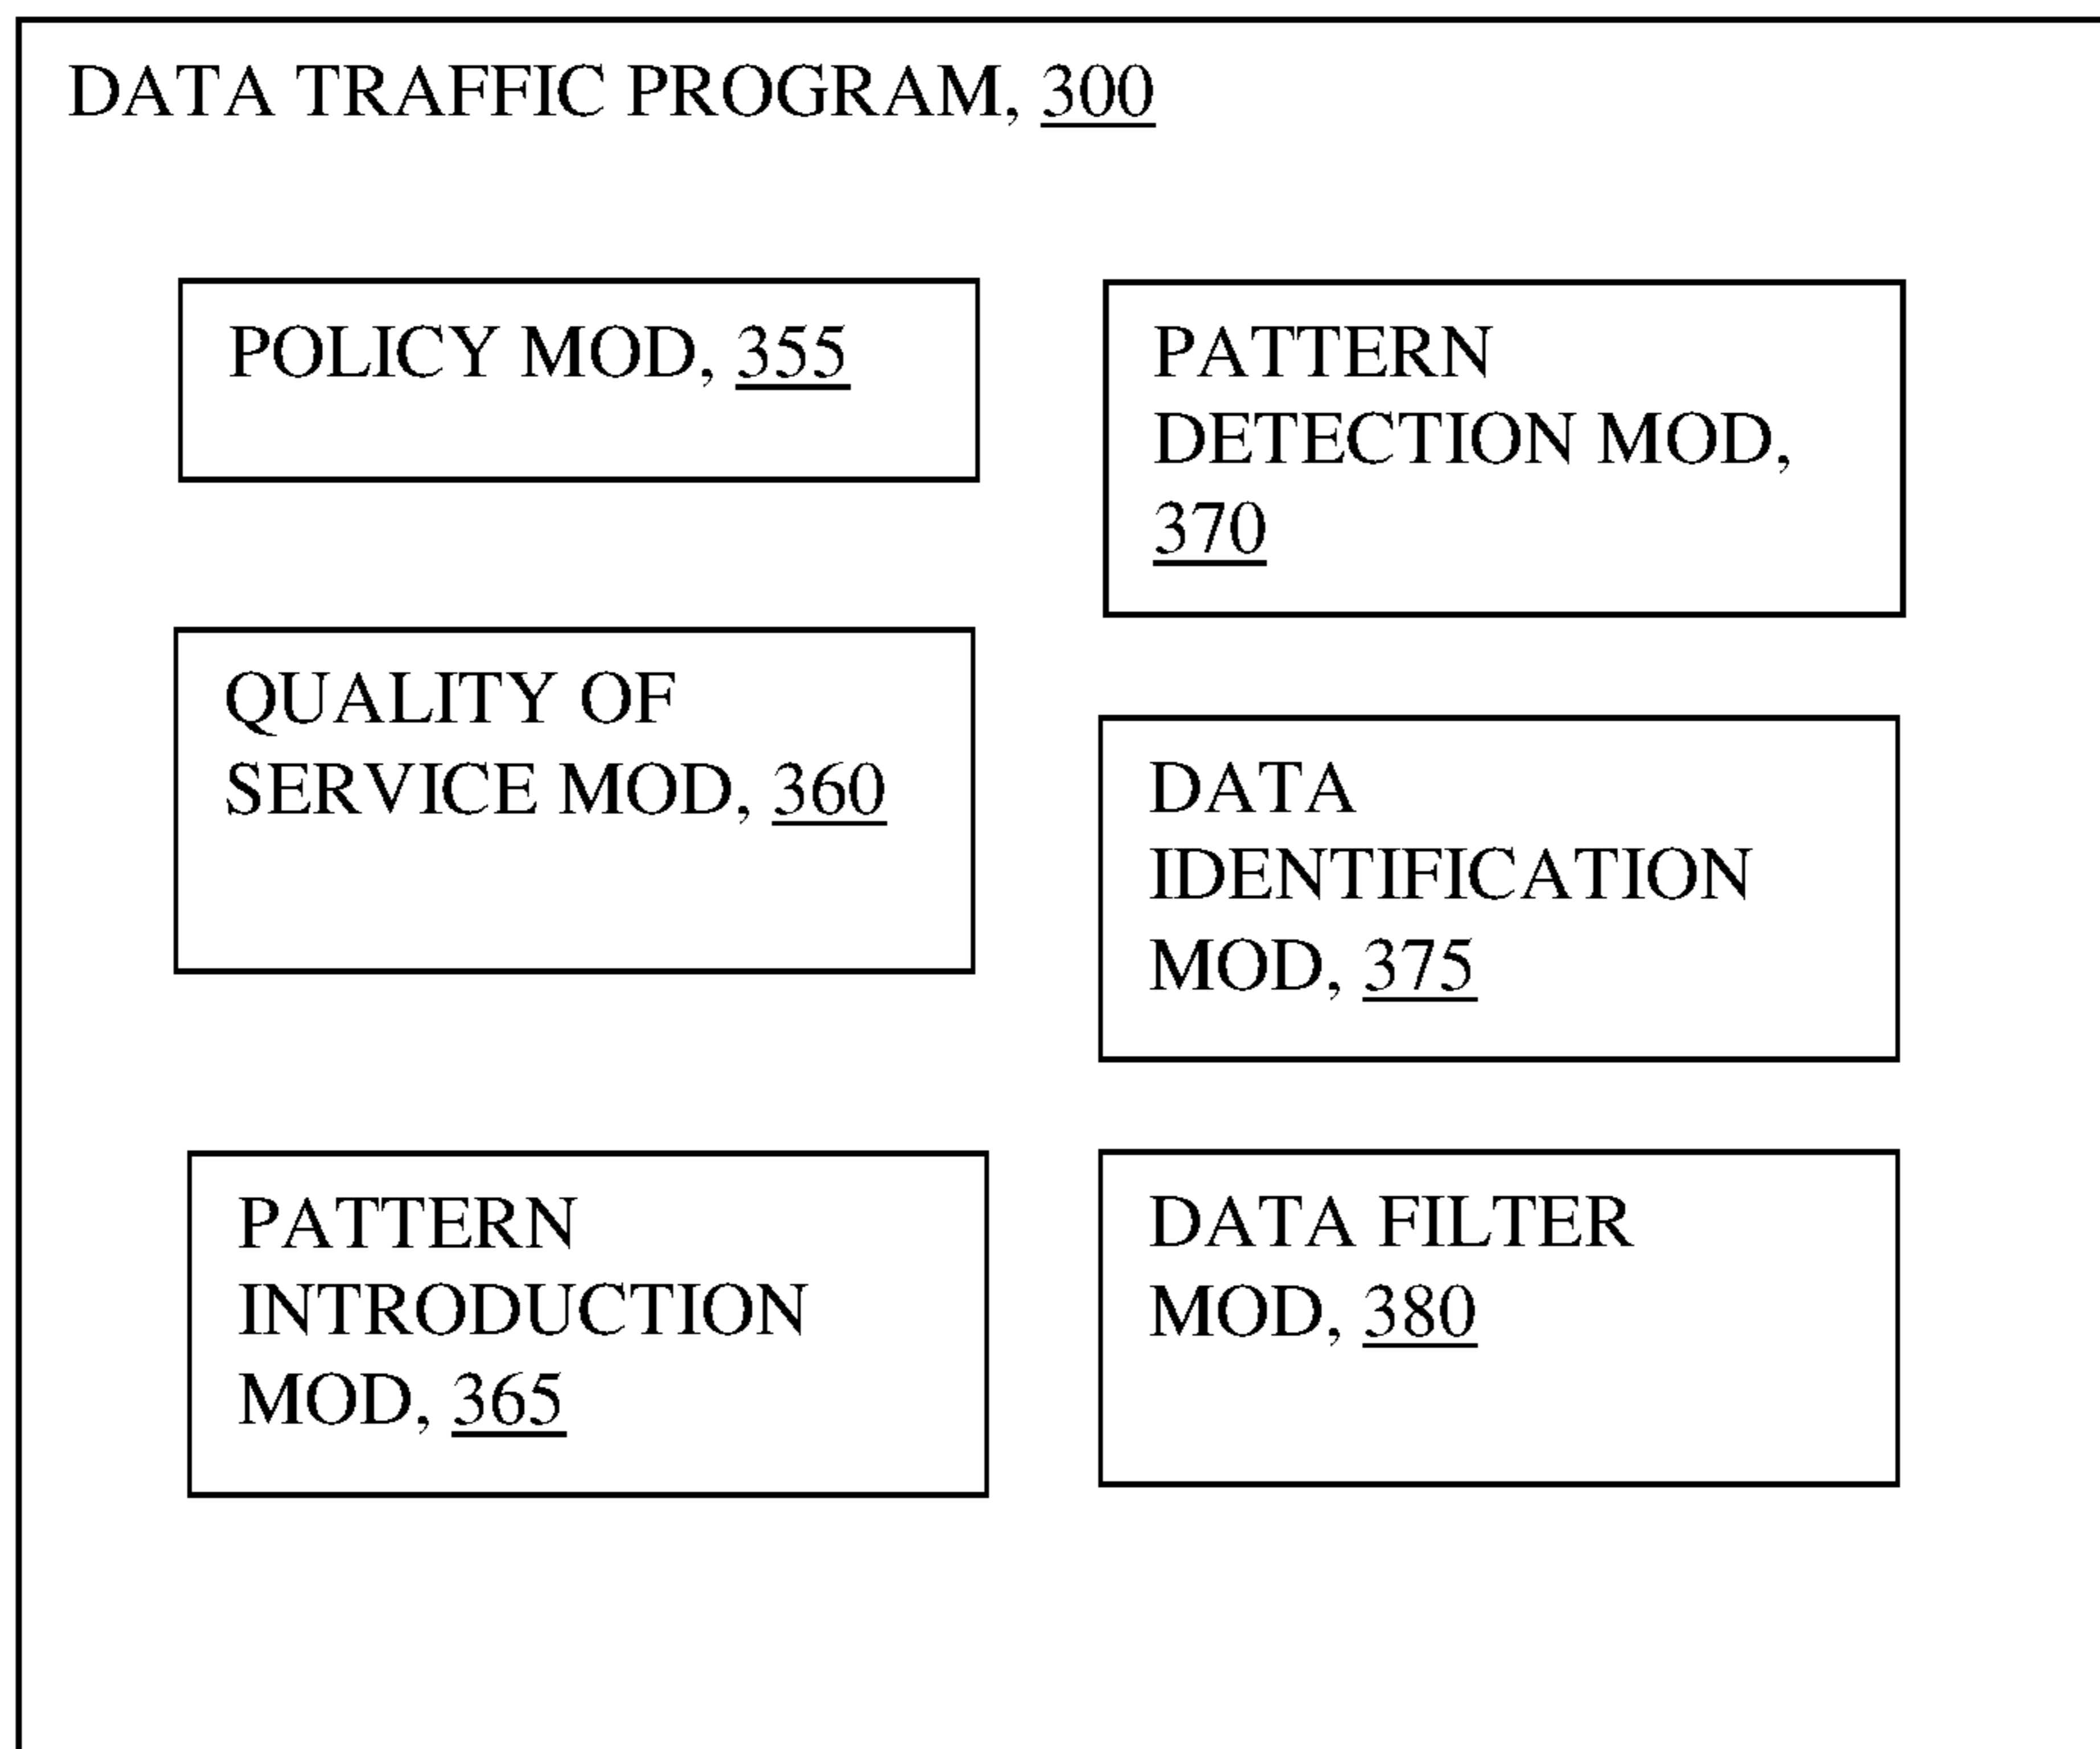 DATA TRAFFIC PROGRAM, 300
POLICY MOD, 355
QUALITY OF
SERVICE MOD, 360
PATTERN
INTRODUCTION
MOD, 365
PATTERN
DETECTION MOD,
370
DATA
IDENTIFICATION
MOD, 375
DATA FILTER
MOD, 380